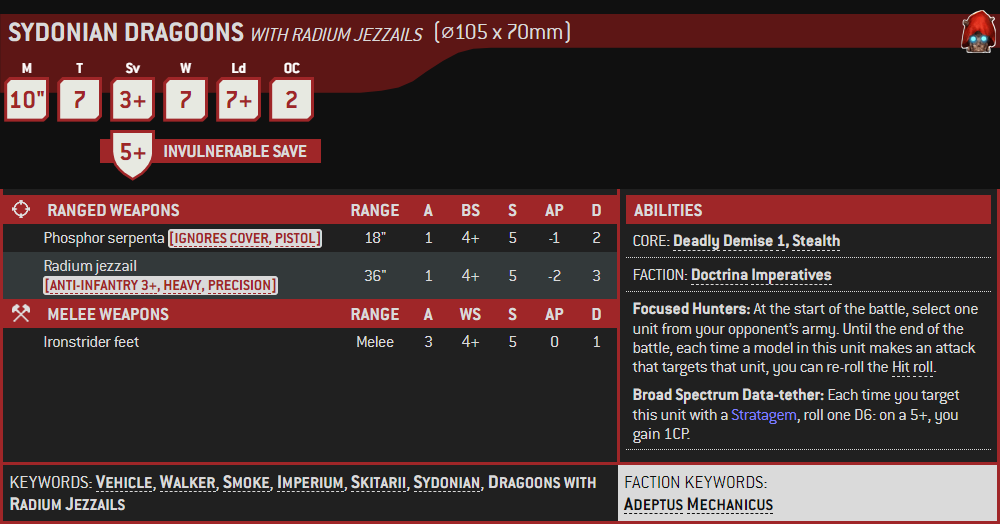 SYDONIAN DRAGOONS WITH RADIUM JEZZAILS (⌀105 x 70mm)
M T Sv W Ld OC
10" 7 3+ 7 7+ 2
5+ INVULNERABLE SAVE
RANGED WEAPONS RANGE A BS S AP D
Phosphor serpenta [IGNORES COVER, PISTOL] 18" 1 4+ 5 -1 2
Radium jezzail
[ANTI-INFANTRY 3+, HEAVY, PRECISION] 36" 1 4+ 5 -2 3
MELEE WEAPONS RANGE A WS S AP D
Ironstrider feet Melee 3 4+ 5 0 1
ABILITIES
CORE: Deadly Demise 1, Stealth
FACTION: Doctrina Imperatives
Focused Hunters: At the start of the battle, select one
unit from your opponent's army. Until the end of the
battle, each time a model in this unit makes an attack
that targets that unit, you can re-roll the Hit roll.
Broad Spectrum Data-tether: Each time you target
this unit with a Stratagem, roll one D6: on a 5+, you
gain 1CP.
KEYWORDS: VEHICLE, WALKER, SMOKE, IMPERIUM, SKITARII, SYDONIAN, DRAGOONS WITH
RADIUM JEZZAILS
FACTION KEYWORDS:
ADEPTUS MECHANICUS